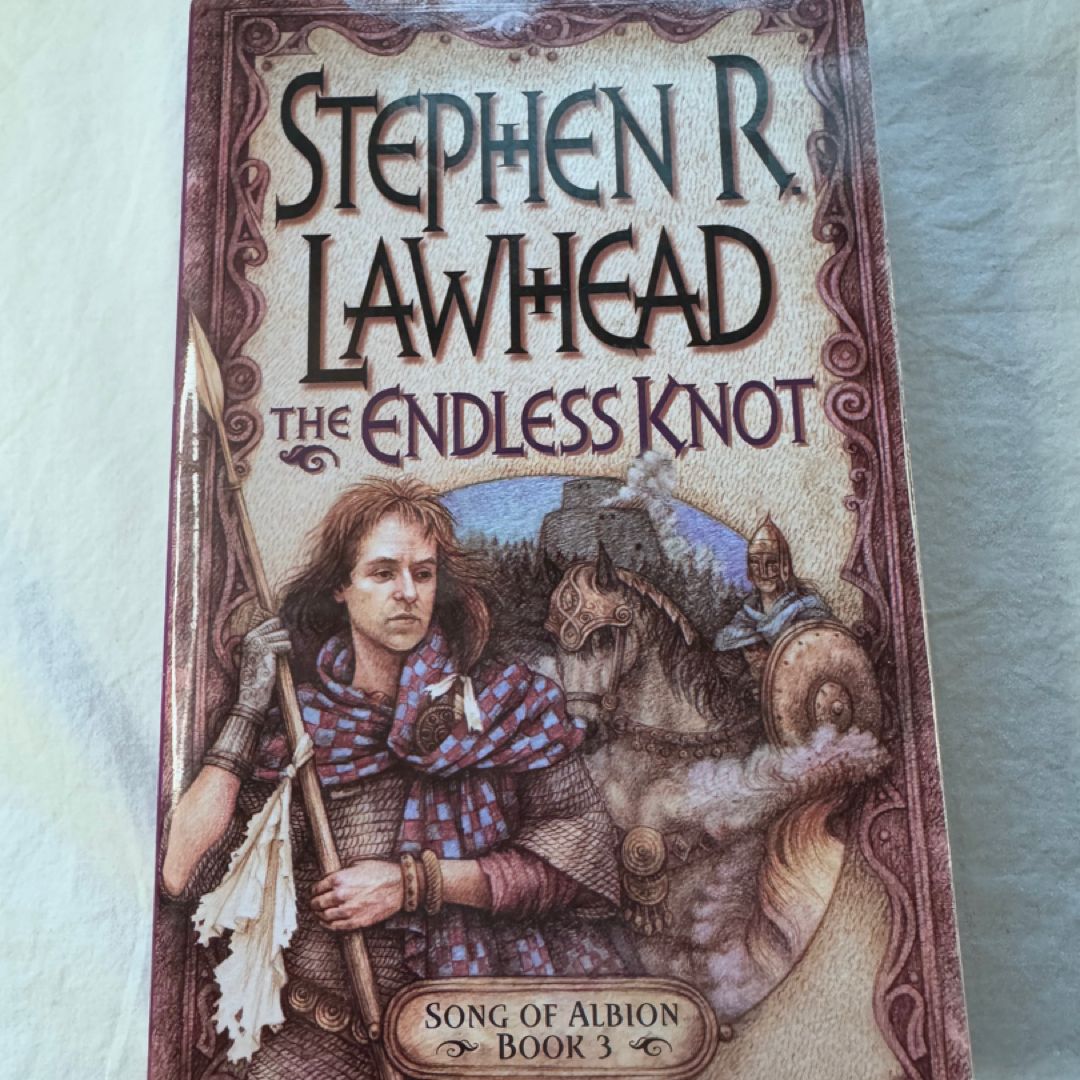 STEPHEN R.
LAWHEAD
THE ENDLESS KNOT
SONG OF ALBION
BOOK 3